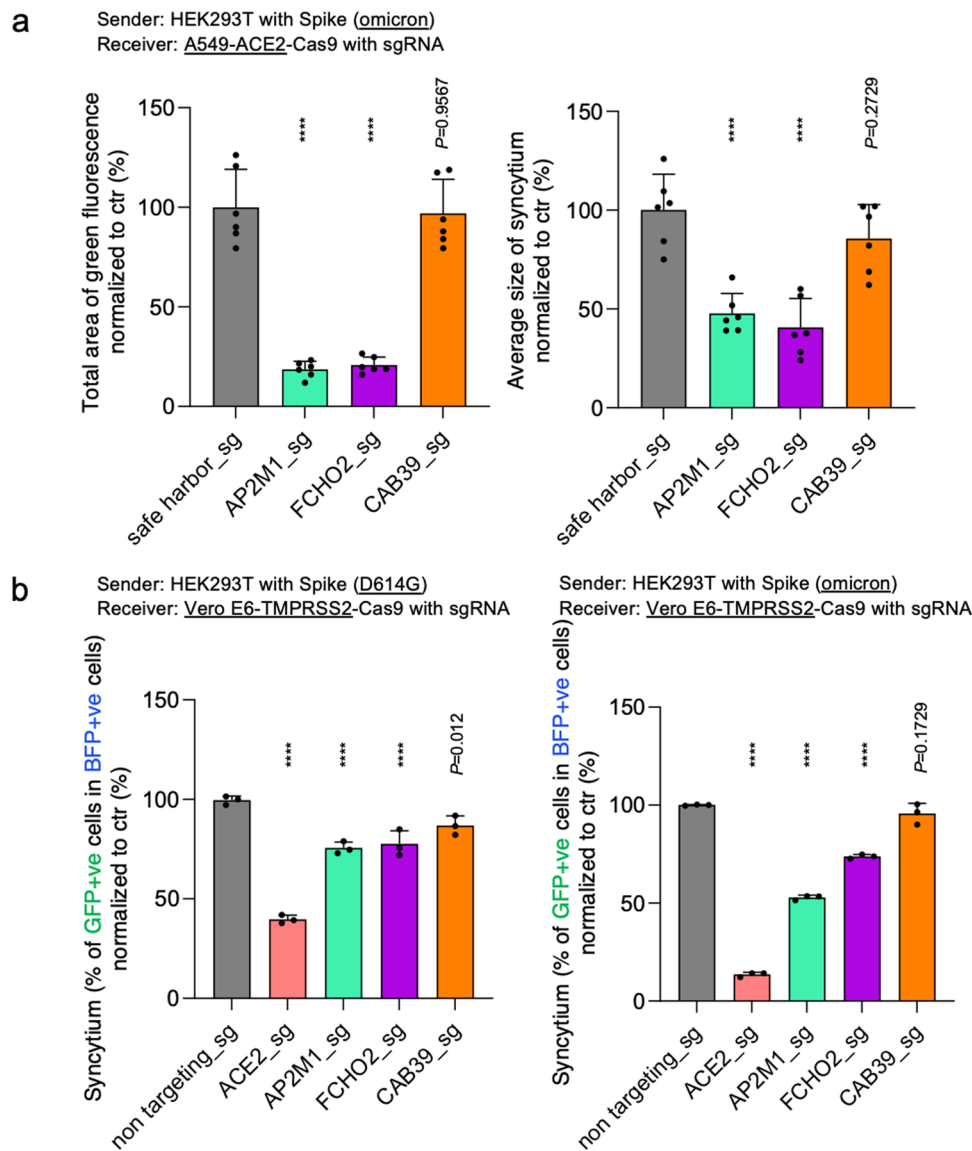 a
Sender: HEK293T with Spike (omicron)
Receiver: A549-ACE2-Cas9 with sgRNA
Total area of green fluorescence
normalized to ctr (%)
150
100
50
0
****
****
P=0.9567
safe harbor_sg
AP2M1_sg
FCHO2_sg
CAB39_sg
Average size of syncytium
normalized to ctr (%)
150
100
50
0
****
****
P=0.2729
safe harbor_sg
AP2M1_sg
FCHO2_sg
CAB39_sg
b
Sender: HEK293T with Spike (D614G)
Receiver: Vero E6-TMPRSS2-Cas9 with sgRNA
Syncytium (% of GFP+ve cells in BFP+ve cells)
normalized to ctr (%)
150
100
50
0
****
****
****
P=0.012
non targeting_sg
ACE2_sg
AP2M1_sg
FCHO2_sg
CAB39_sg
Sender: HEK293T with Spike (omicron)
Receiver: Vero E6-TMPRSS2-Cas9 with sgRNA
Syncytium (% of GFP+ve cells in BFP+ve cells)
normalized to ctr (%)
150
100
50
0
****
****
****
P=0.1729
non targeting_sg
ACE2_sg
AP2M1_sg
FCHO2_sg
CAB39_sg